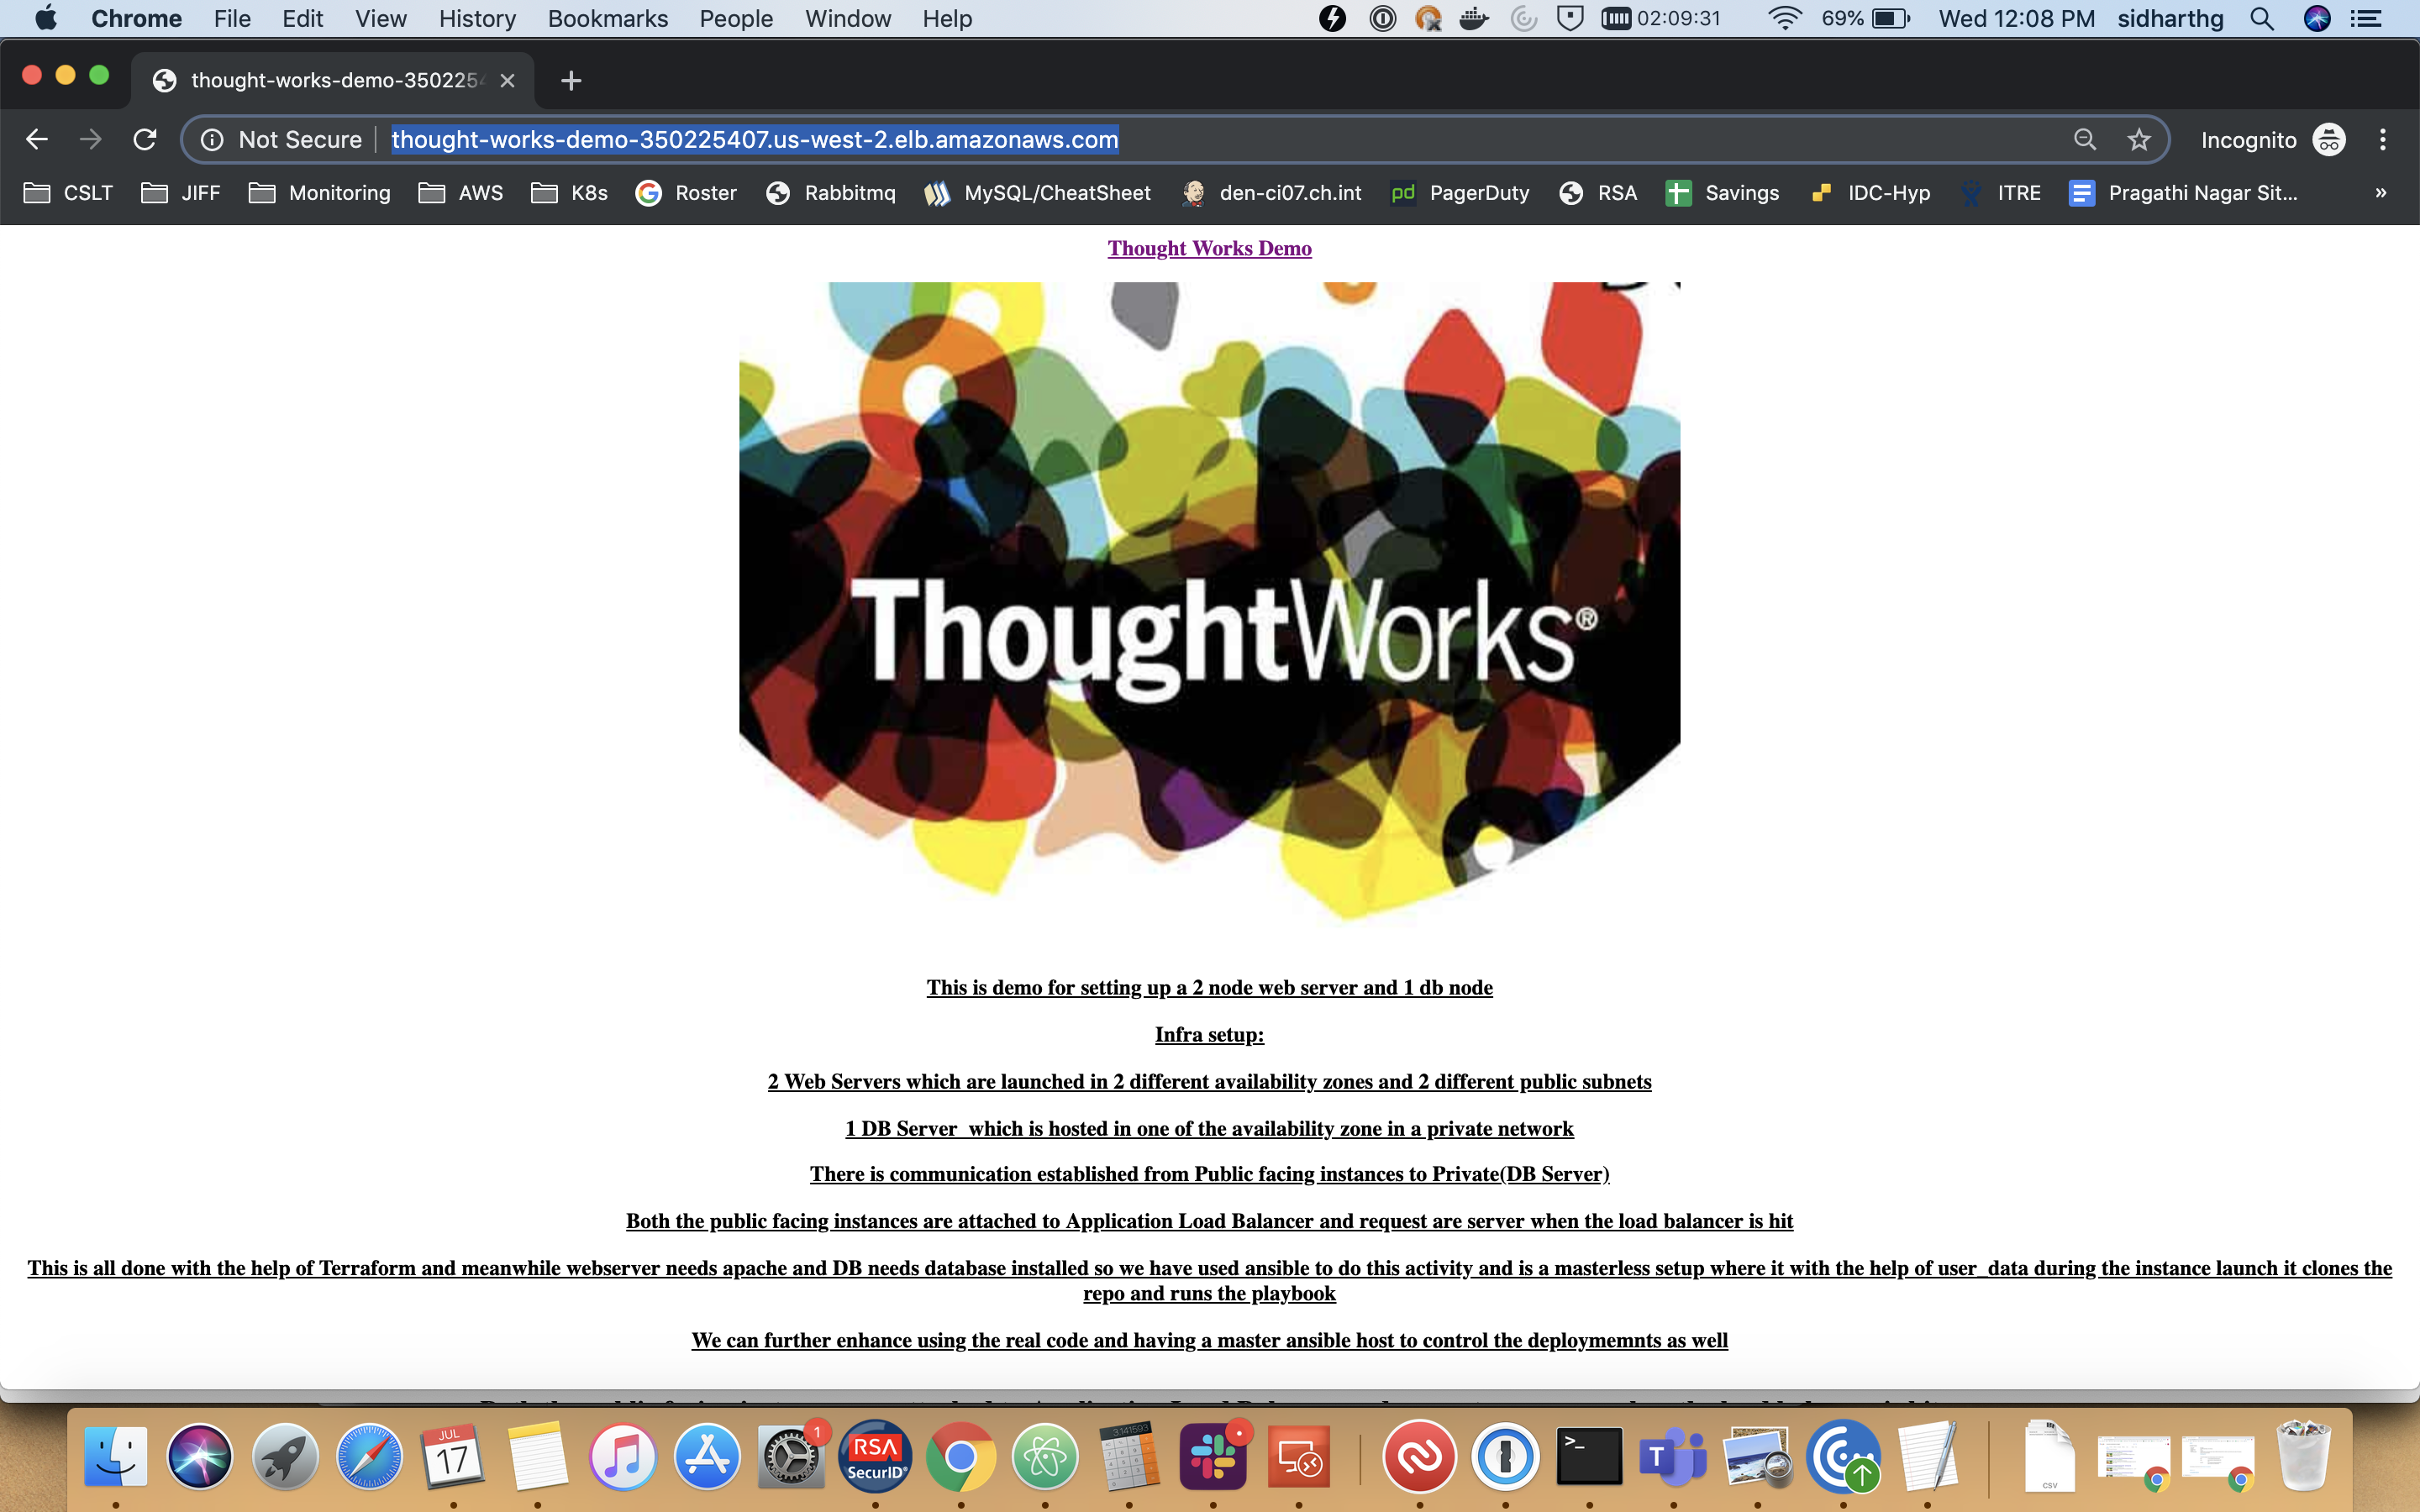 Chrome File Edit View History Bookmarks People Window Help 02:09:31 69% Wed 12:08 PM sidharthg
thought-works-demo-350225
Not Secure thought-works-demo-350225407.us-west-2.elb.amazonaws.com Incognito
CSLT JIFF Monitoring AWS K8s Roster Rabbitmq MySQL/CheatSheet den-ci07.ch.int pd PagerDuty RSA Savings IDC-Hyp ITRE Pragathi Nagar Sit... »
Thought Works Demo
ThoughtWorks®
This is demo for setting up a 2 node web server and 1 db node
Infra setup:
2 Web Servers which are launched in 2 different availability zones and 2 different public subnets
1 DB Server which is hosted in one of the availability zone in a private network
There is communication established from Public facing instances to Private(DB Server)
Both the public facing instances are attached to Application Load Balancer and request are server when the load balancer is hit
This is all done with the help of Terraform and meanwhile webserver needs apache and DB needs database installed so we have used ansible to do this activity and is a masterless setup where it with the help of user_data during the instance launch it clones the
repo and runs the playbook
We can further enhance using the real code and having a master ansible host to control the deploymemnts as well
JUL
17
1
RSA
SecurID®
3.141593
>_
T
CSV